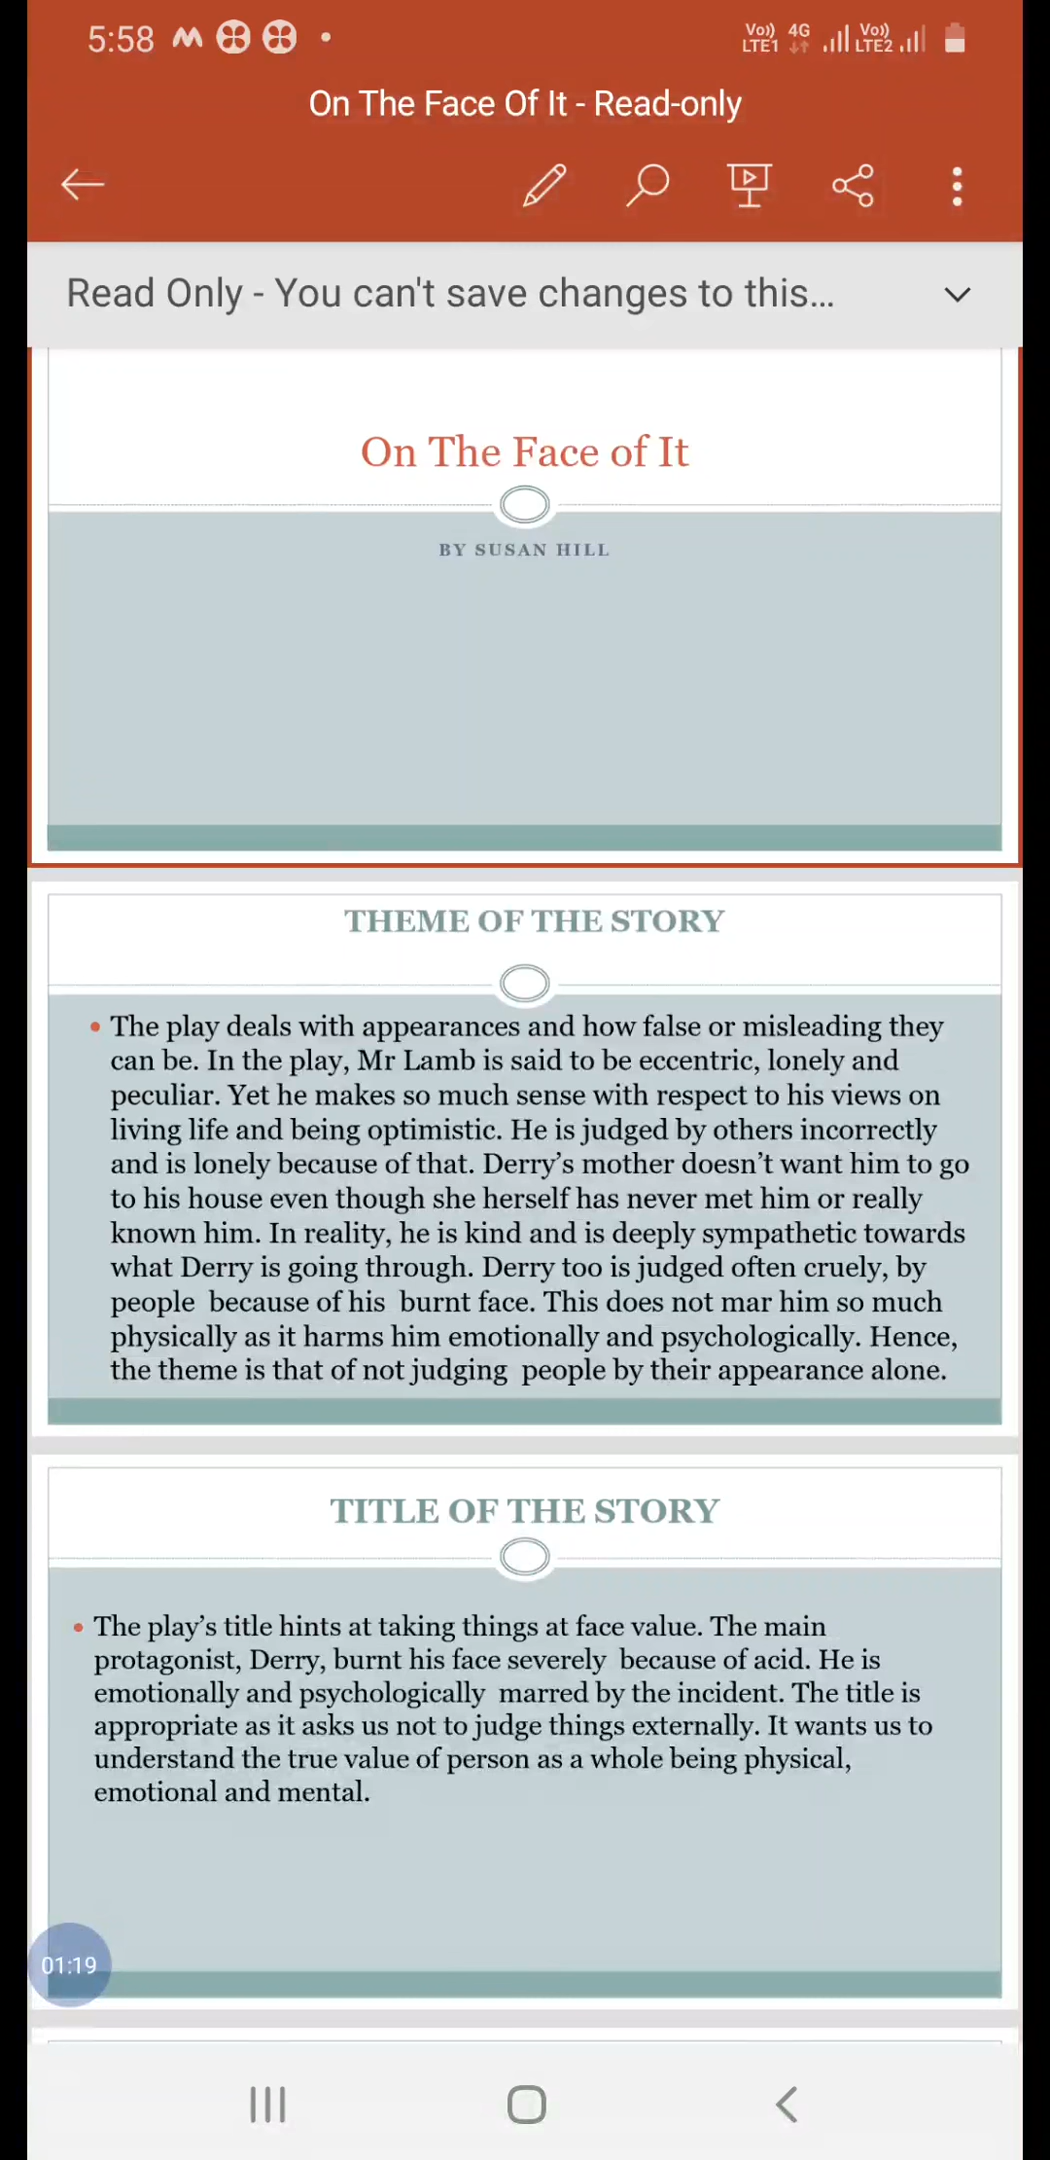 5:58
Vo)) 4G Vo))
LTE1 LTE2
On The Face Of It - Read-only
Read Only - You can't save changes to this...
On The Face of It
BY SUSAN HILL
THEME OF THE STORY
• The play deals with appearances and how false or misleading they
can be. In the play, Mr Lamb is said to be eccentric, lonely and
peculiar. Yet he makes so much sense with respect to his views on
living life and being optimistic. He is judged by others incorrectly
and is lonely because of that. Derry’s mother doesn’t want him to go
to his house even though she herself has never met him or really
known him. In reality, he is kind and is deeply sympathetic towards
what Derry is going through. Derry too is judged often cruely, by
people because of his burnt face. This does not mar him so much
physically as it harms him emotionally and psychologically. Hence,
the theme is that of not judging people by their appearance alone.
TITLE OF THE STORY
• The play’s title hints at taking things at face value. The main
protagonist, Derry, burnt his face severely because of acid. He is
emotionally and psychologically marred by the incident. The title is
appropriate as it asks us not to judge things externally. It wants us to
understand the true value of person as a whole being physical,
emotional and mental.
01:19